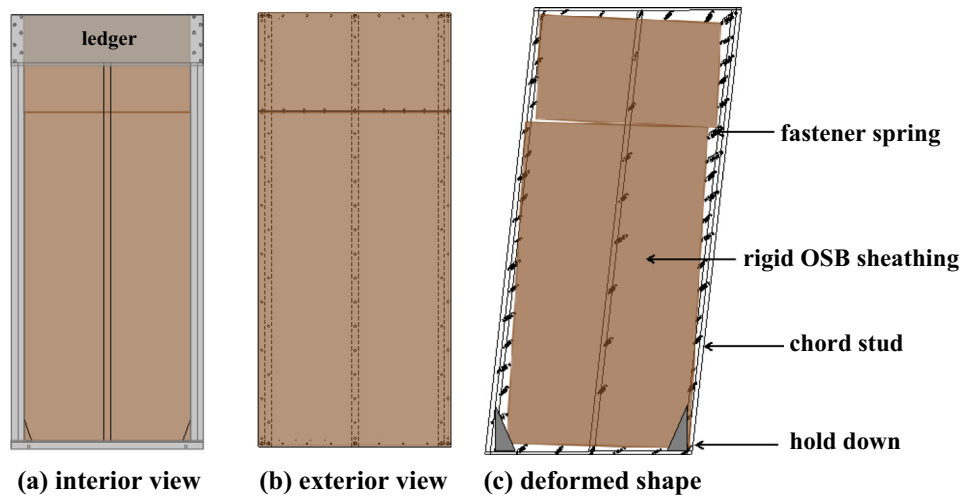 ledger
fastener spring
rigid OSB sheathing
chord stud
hold down
(a) interior view
(b) exterior view
(c) deformed shape